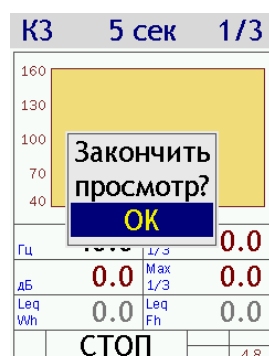 КЗ 5 сек 1/3
160
130
100
70
40
Закончить
просмотр?
OK
Гц 1/3 0.0
дБ 0.0 Max 1/3 0.0
Leq Wh 0.0 Leq Fh 0.0
СТОП